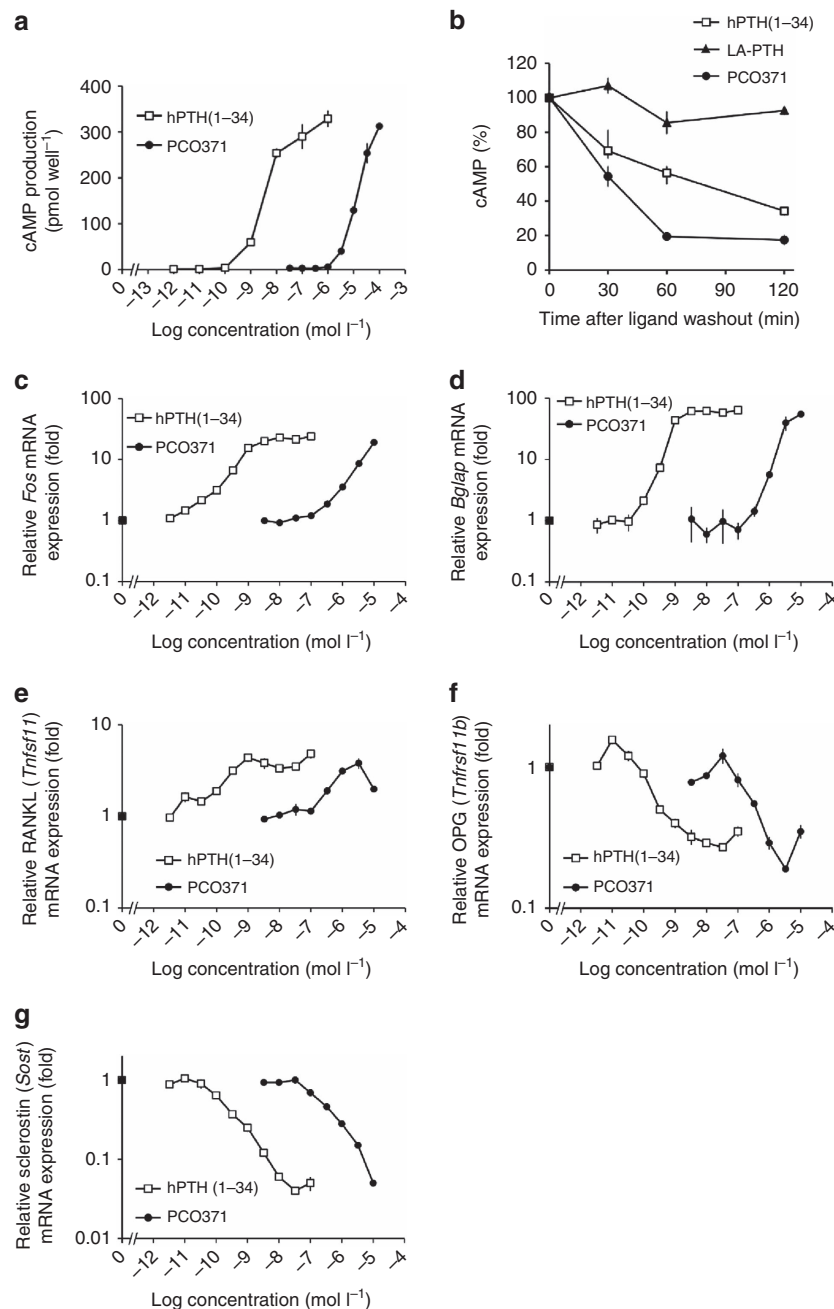 a
hPTH(1–34)
PCO371
cAMP production
(pmol well⁻¹)
400
300
200
100
0
0
–13
–12
–11
–10
–9
–8
–7
–6
–5
–4
–3
Log concentration (mol l⁻¹)
b
hPTH(1–34)
LA-PTH
PCO371
cAMP (%)
120
100
80
60
40
20
0
0
30
60
90
120
Time after ligand washout (min)
c
hPTH(1–34)
PCO371
Relative Fos mRNA
expression (fold)
100
10
1
0.1
0
–12
–11
–10
–9
–8
–7
–6
–5
–4
Log concentration (mol l⁻¹)
d
hPTH(1–34)
PCO371
Relative Bglap mRNA
expression (fold)
100
10
1
0.1
0
–12
–11
–10
–9
–8
–7
–6
–5
–4
Log concentration (mol l⁻¹)
e
Relative RANKL (Tnfsf11)
mRNA expression (fold)
10
1
0.1
hPTH(1–34)
PCO371
0
–12
–11
–10
–9
–8
–7
–6
–5
–4
Log concentration (mol l⁻¹)
f
Relative OPG (Tnfrsf11b)
mRNA expression (fold)
1
0.1
hPTH(1–34)
PCO371
0
–12
–11
–10
–9
–8
–7
–6
–5
–4
Log concentration (mol l⁻¹)
g
Relative sclerostin (Sost)
mRNA expression (fold)
1
0.1
0.01
hPTH (1–34)
PCO371
0
–12
–11
–10
–9
–8
–7
–6
–5
–4
Log concentration (mol l⁻¹)